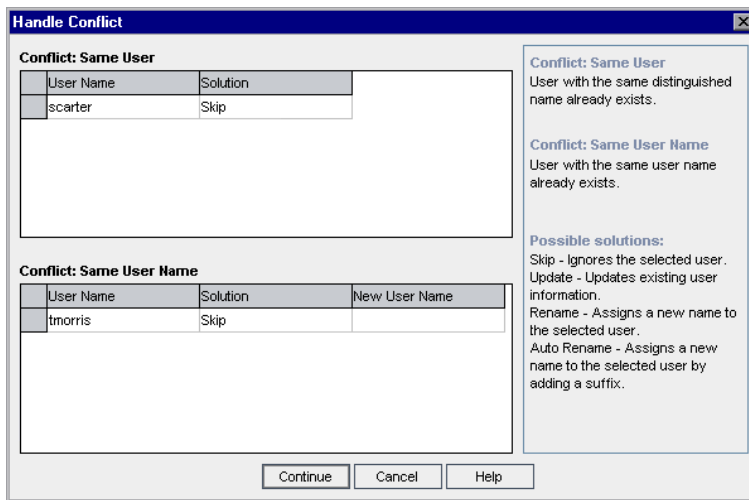 Handle Conflict
Conflict: Same User
User Name Solution
scarter Skip
Conflict: Same User Name
User Name Solution New User Name
tmorris Skip
Conflict: Same User
User with the same distinguished
name already exists.
Conflict: Same User Name
User with the same user name
already exists.
Possible solutions:
Skip - Ignores the selected user.
Update - Updates existing user
information.
Rename - Assigns a new name to
the selected user.
Auto Rename - Assigns a new
name to the selected user by
adding a suffix.
Continue Cancel Help